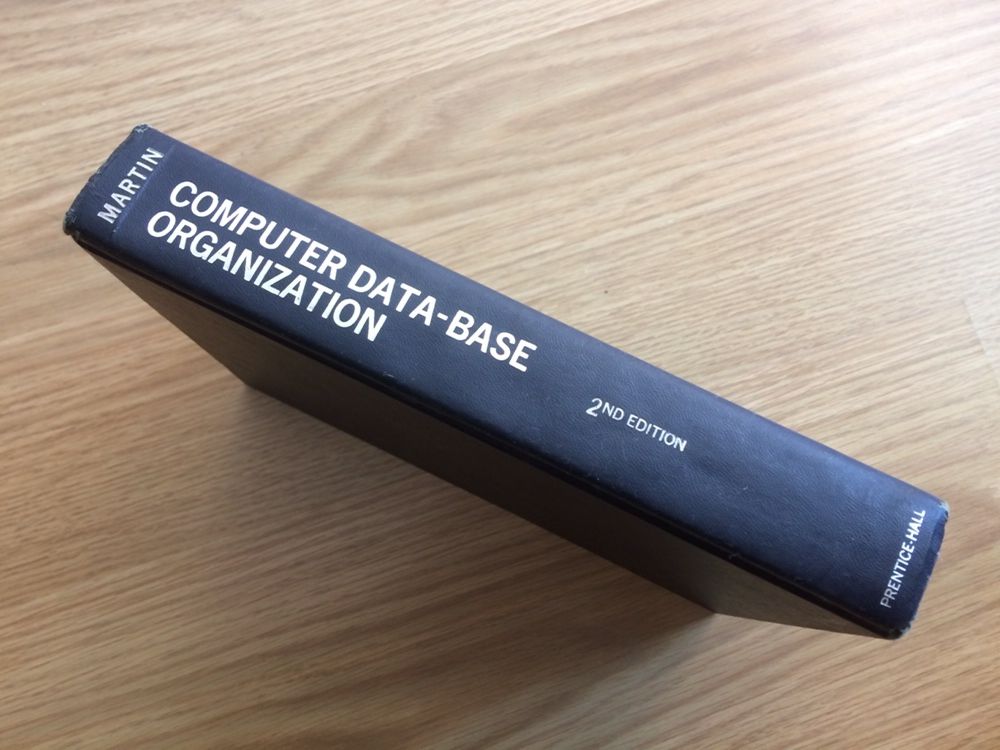 MARTIN
COMPUTER DATA-BASE
ORGANIZATION
2ND EDITION
PRENTICE-HALL